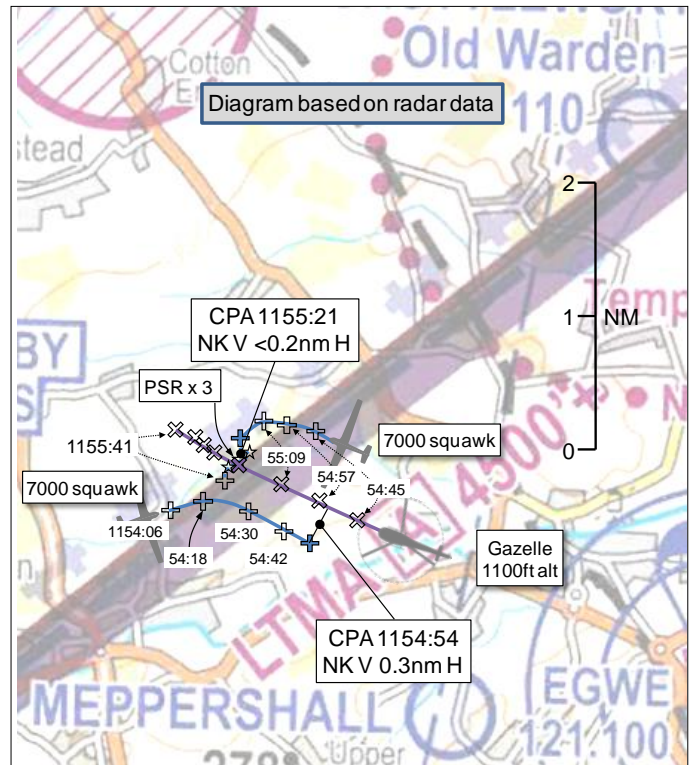 Old Warden
Cotton
Diagram based on radar data
110
stead
2
CPA 1155:21
NK V <0.2nm H
1
NM
BY
PSR x 3
4500'
1155:41
7000 squawk
55:09
0
7000 squawk
54:57
54:45
1154:06
54:18
54:30
54:42
A
Gazelle
1100ft alt
LTMA
CPA 1154:54
NK V 0.3nm H
MEPPERSHALL
EGWE
121.100
Upper